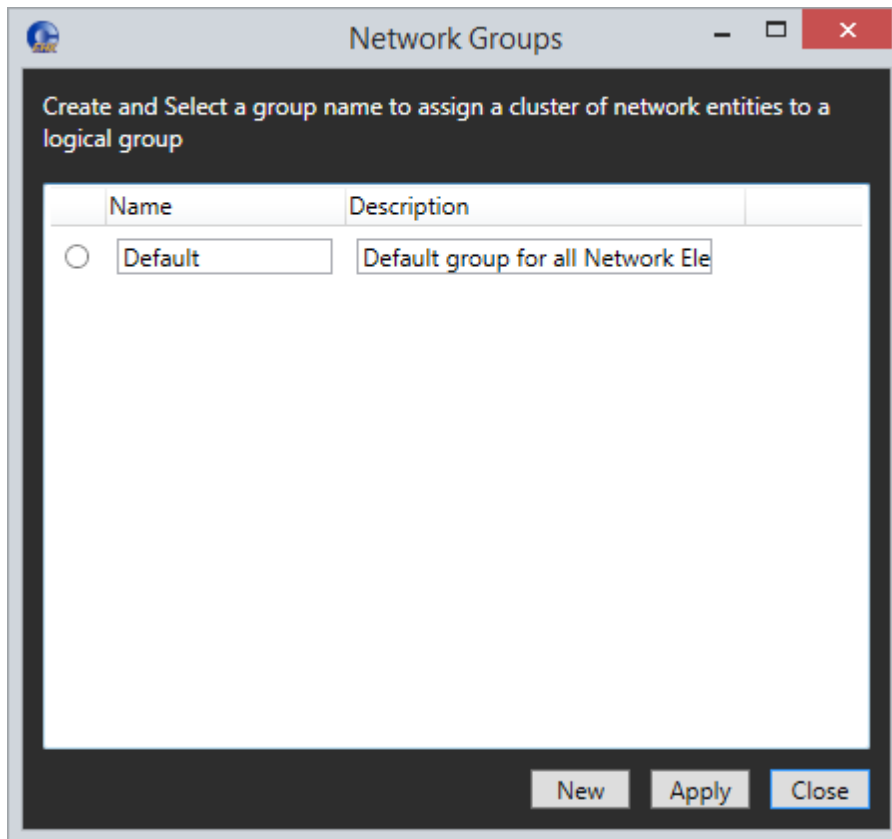 Network Groups
Create and Select a group name to assign a cluster of network entities to a
logical group
Name Description
Default Default group for all Network Ele
New Apply Close